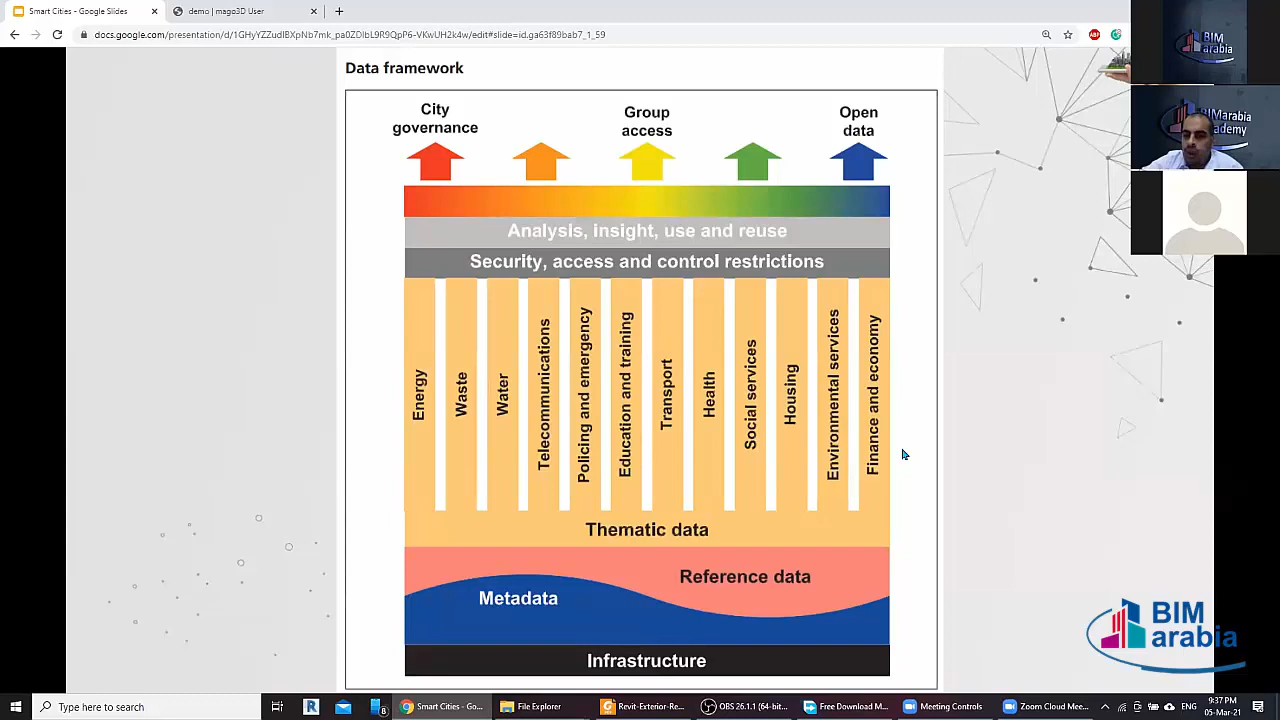 Smart Cities - Google Slides
demo | mago3D User
docs.google.com/presentation/d/1GHyYZZudlBXpNb7mk_pa0ZDlbL9R9QpP6-VKwUH2k4w/edit#slide=id.ga63f89bab7_1_59
ABP
BIM
arabia
BIMarabia
Academy
Data framework
City
governance
Group
access
Open
data
Analysis, insight, use and reuse
Security, access and control restrictions
Energy
Waste
Water
Telecommunications
Policing and emergency
Education and training
Transport
Health
Social services
Housing
Environmental services
Finance and economy
Thematic data
Reference data
Metadata
Infrastructure
BIM
arabia
Type here to search
Smart Cities - Go...
File Explorer
Revit-Exterior-Re...
OBS 26.1.1 (64-bit...
Free Download M...
Meeting Controls
Zoom Cloud Mee...
9:37 PM
05-Mar-21